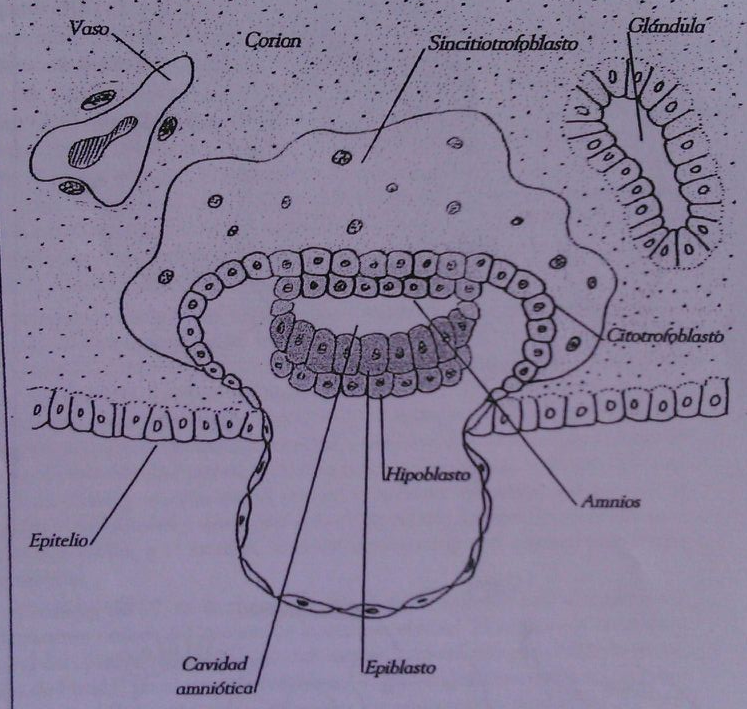 Vaso
Corion
Sincitiotrofoblasto
Glándula
Citotrofoblasto
Hipoblasto
Amnios
Epitelio
Cavidad
amniótica
Epiblasto